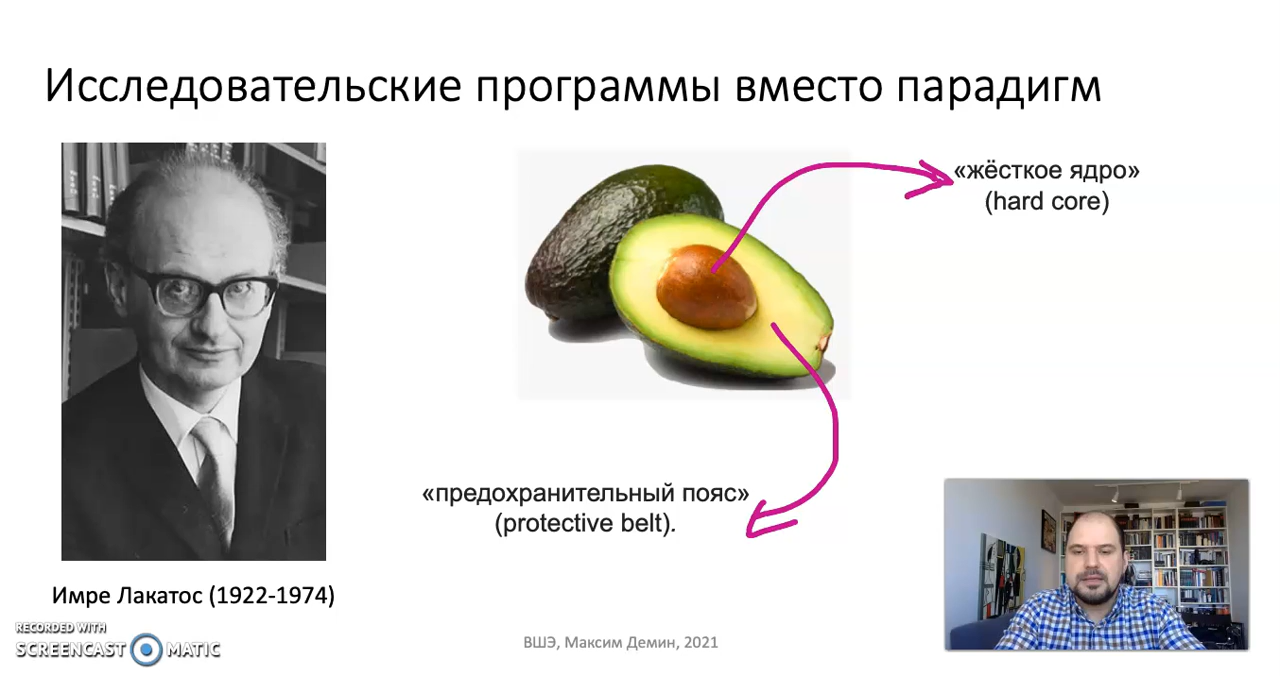 Исследовательские программы вместо парадигм
«жёсткое ядро»
(hard core)
«предохранительный пояс»
(protective belt).
Имре Лакатос (1922-1974)
RECORDED WITH
SCREENCAST MATIC
ВШЭ, Максим Демин, 2021